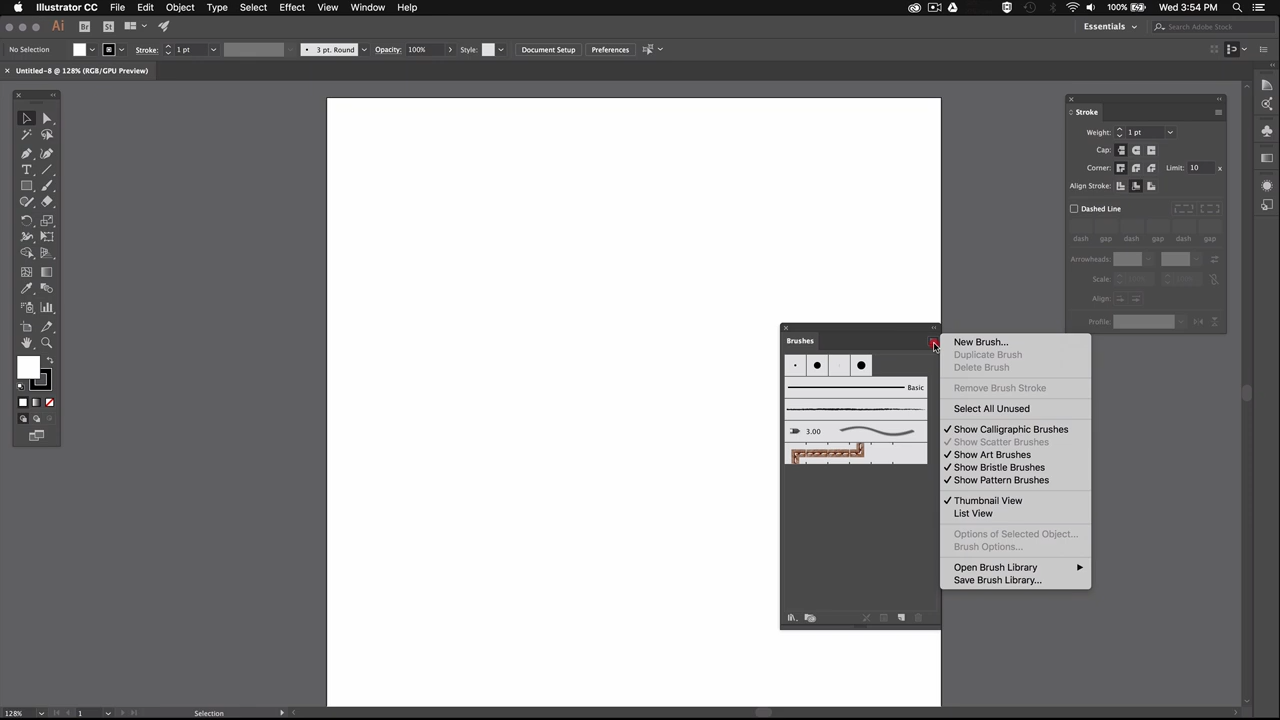 Illustrator CC File Edit Object Type Select Effect View Window Help 100% Wed 3:54 PM
Ai Br St Essentials Search Adobe Stock
No Selection Stroke: 1 pt 3 pt. Round Opacity: 100% Style: Document Setup Preferences
× Untitled-8 @ 128% (RGB/GPU Preview)
Stroke
Weight: 1 pt
Cap:
Corner: Limit: 10 x
Align Stroke:
Dashed Line
dash gap dash gap dash gap
Arrowheads:
Scale:
Align:
Profile:
Brushes
Basic
3.00
New Brush...
Duplicate Brush
Delete Brush
Remove Brush Stroke
Select All Unused
✓ Show Calligraphic Brushes
✓ Show Scatter Brushes
✓ Show Art Brushes
✓ Show Bristle Brushes
✓ Show Pattern Brushes
✓ Thumbnail View
List View
Options of Selected Object...
Brush Options...
Open Brush Library
Save Brush Library...
128% 1 Selection